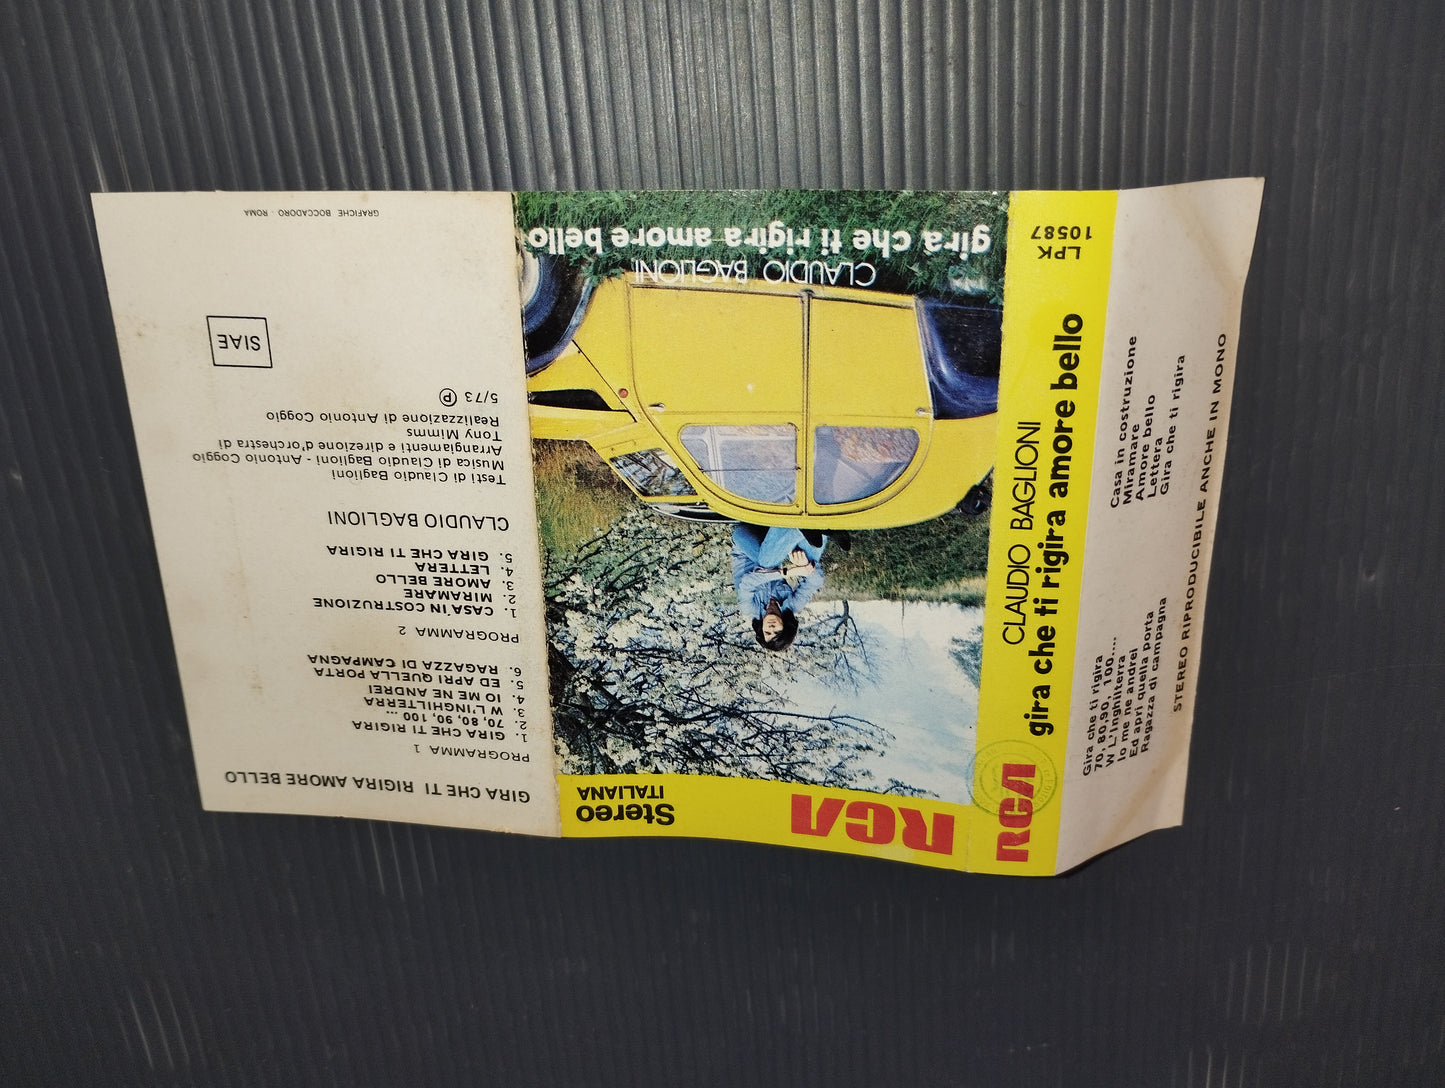 GIRA CHE TI RIGIRA AMORE BELLO
PROGRAMMA 1
1. GIRA CHE TI RIGIRA
2. 70, 80, 90, 100 ...
3. W L'INGHILTERRA
4. IO ME NE ANDREI
5. ED APRI QUELLA PORTA
6. RAGAZZA DI CAMPAGNA
PROGRAMMA 2
1. CASA IN COSTRUZIONE
2. MIRAMARE
3. AMORE BELLO
4. LETTERA
5. GIRA CHE TI RIGIRA
CLAUDIO BAGLIONI
Testi di Claudio Baglioni
Musica di Claudio Baglioni - Antonio Coggio
Arrangiamenti e direzione d'orchestra di
Tony Mimms
Realizzazione di Antonio Coggio
5/73 Ⓟ
SIAE
GRAFICHE BOCCADORO - ROMA
RCA
Stereo
ITALIANA
CLAUDIO BAGLIONI
gira che ti rigira amore bello
RCA
CLAUDIO BAGLIONI
gira che ti rigira amore bello
LPK
10587
Gira che ti rigira
70, 80,90, 100....
W L'Inghilterra
Io me ne andrei
Ed apri quella porta
Ragazza di campagna
Casa in costruzione
Miramare
Amore bello
Lettera
Gira che ti rigira
STEREO RIPRODUCIBILE ANCHE IN MONO